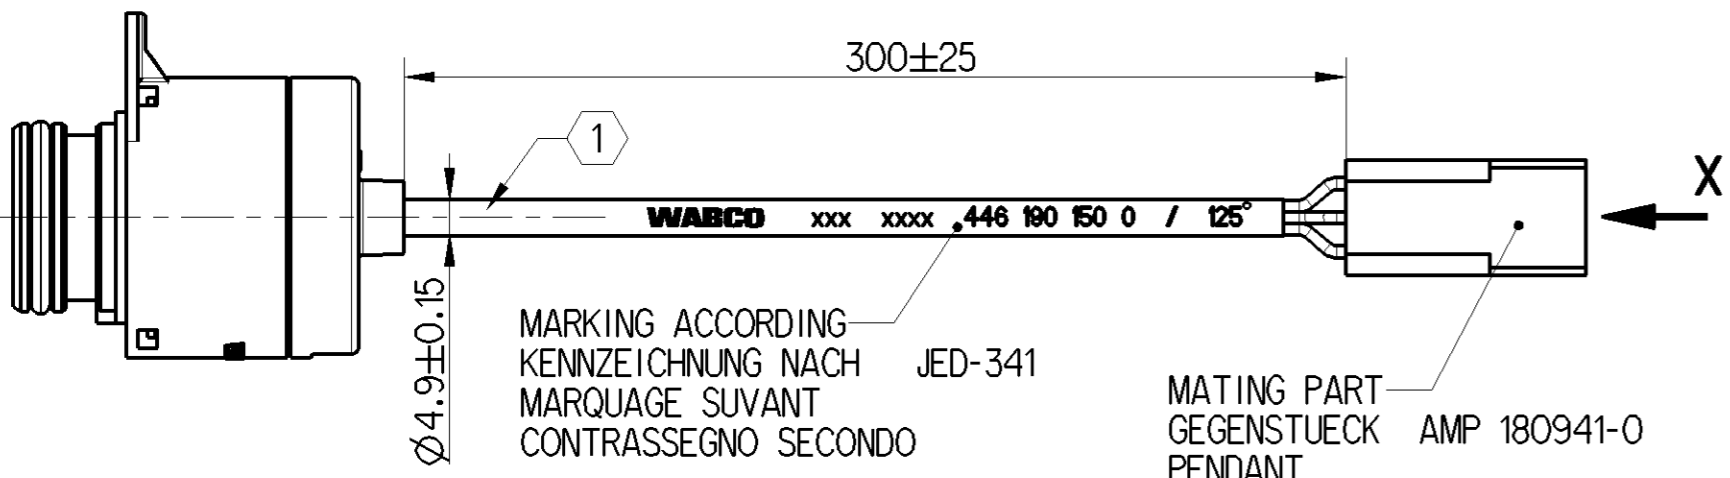 300±25
1
X
WABCO xxx xxxx 446 190 150 0 / 125°
Ø4.9±0.15
MARKING ACCORDING
KENNZEICHNUNG NACH JED-341
MARQUAGE SUVANT
CONTRASSEGNO SECONDO
MATING PART
GEGENSTUECK AMP 180941-0
PENDANT